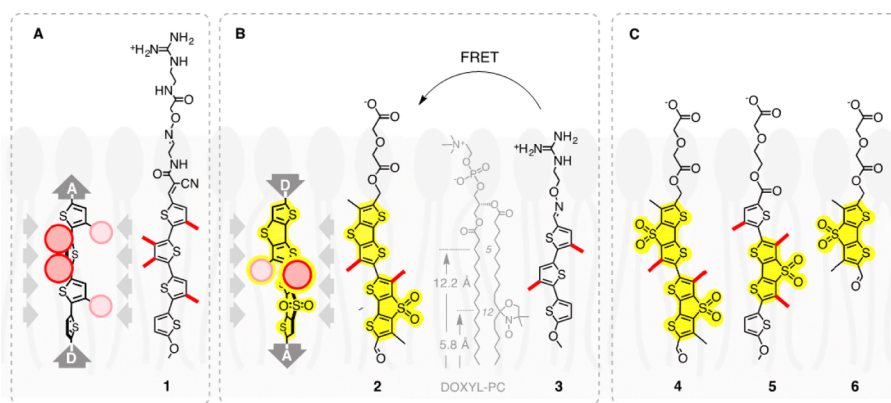 A
B
C
FRET
A
D
D
A
12.2 Å
5.8 Å
5
12
DOXYL-PC
1
2
3
4
5
6
NH₂
⁺H₂N
NH
NH
O
O
N
NH
O
CN
S
S
S
S
O
⁻O
O
O
O
O
S
S
S
S
O
O
N⁺
O
P
O
⁻O
O
O
O
O
O
N
O
NH₂
⁺H₂N
NH
O
N
S
S
S
O
⁻O
O
O
O
O
⁻O
O
O
O
O
⁻O
O
O
O
O